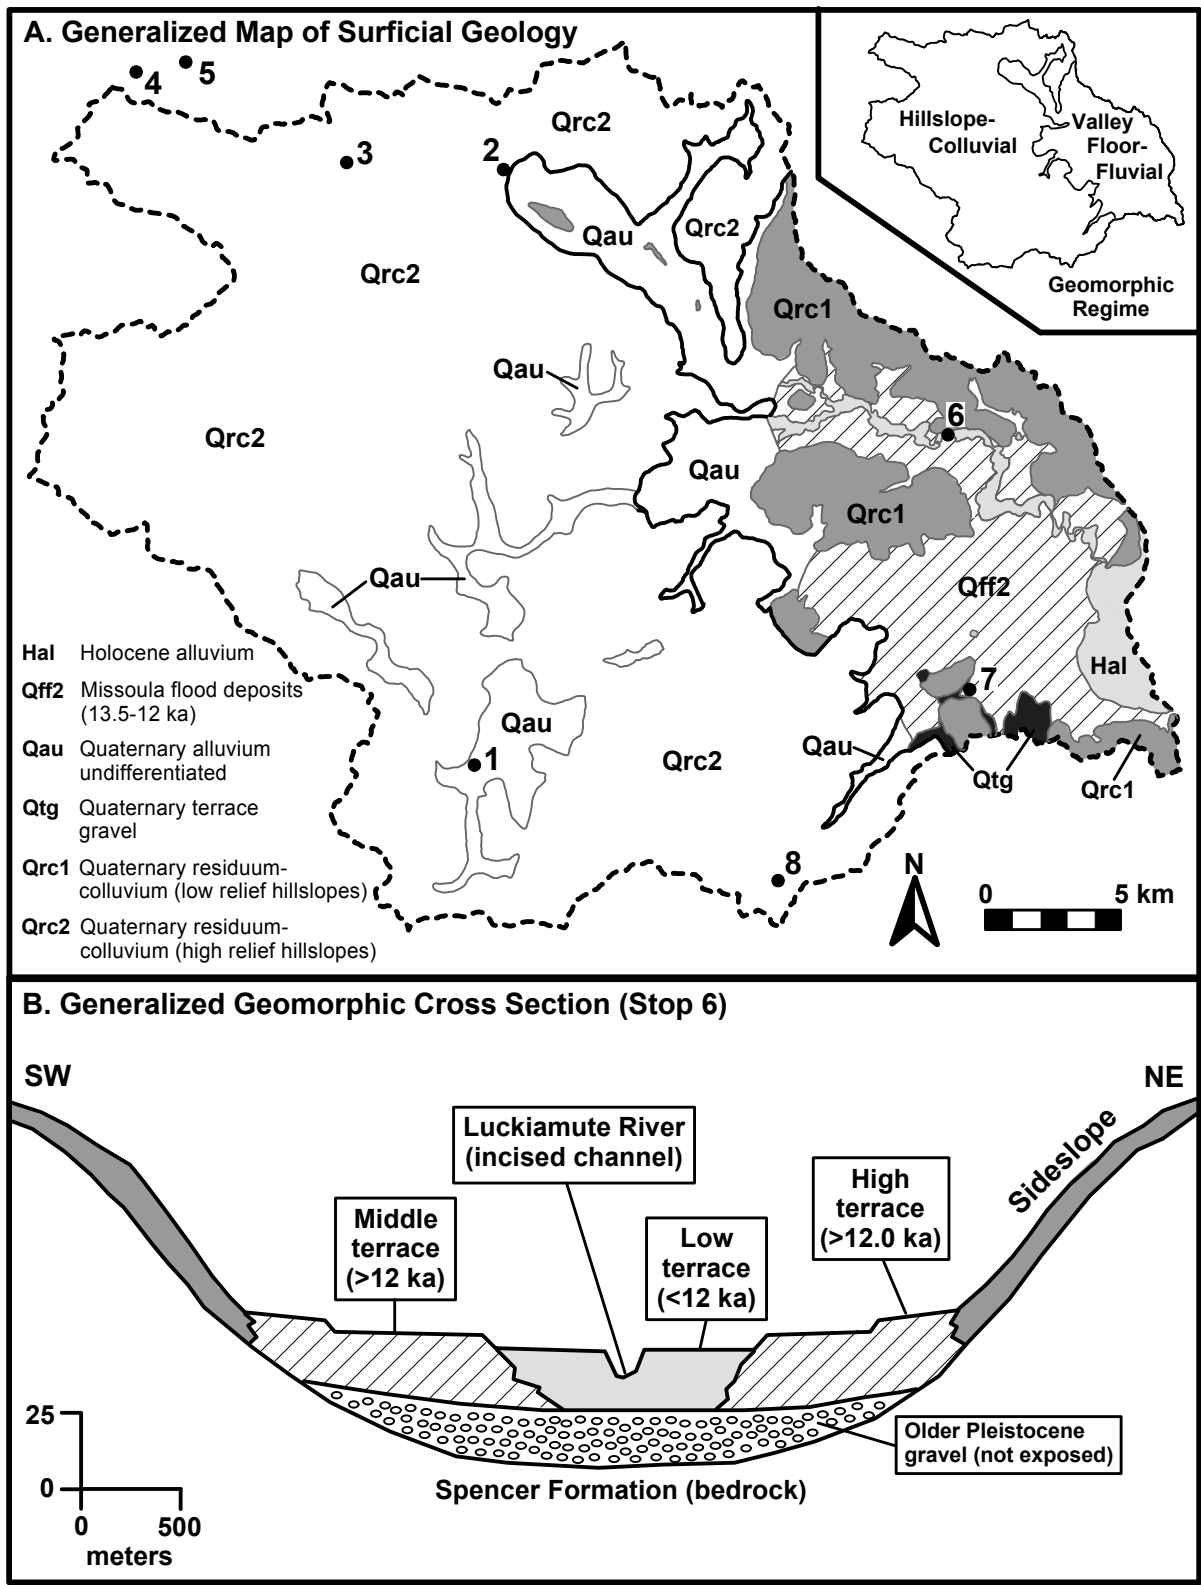 A. Generalized Map of Surficial Geology
4
5
3
2
Qrc2
Qrc2
Qau
Qrc2
Qrc1
Hillslope-
Colluvial
Valley
Floor-
Fluvial
Geomorphic
Regime
Qau
Qrc2
6
Qau
Qrc1
Qau
Qff2
Hal
7
Qau
1
Qrc2
Qau
Qtg
Qrc1
8
N
0 5 km
Hal Holocene alluvium
Qff2 Missoula flood deposits
(13.5-12 ka)
Qau Quaternary alluvium
undifferentiated
Qtg Quaternary terrace
gravel
Qrc1 Quaternary residuum-
colluvium (low relief hillslopes)
Qrc2 Quaternary residuum-
colluvium (high relief hillslopes)
B. Generalized Geomorphic Cross Section (Stop 6)
SW
NE
Luckiamute River
(incised channel)
Sideslope
High
terrace
(>12.0 ka)
Middle
terrace
(>12 ka)
Low
terrace
(<12 ka)
Older Pleistocene
gravel (not exposed)
Spencer Formation (bedrock)
25
0
0 500
meters